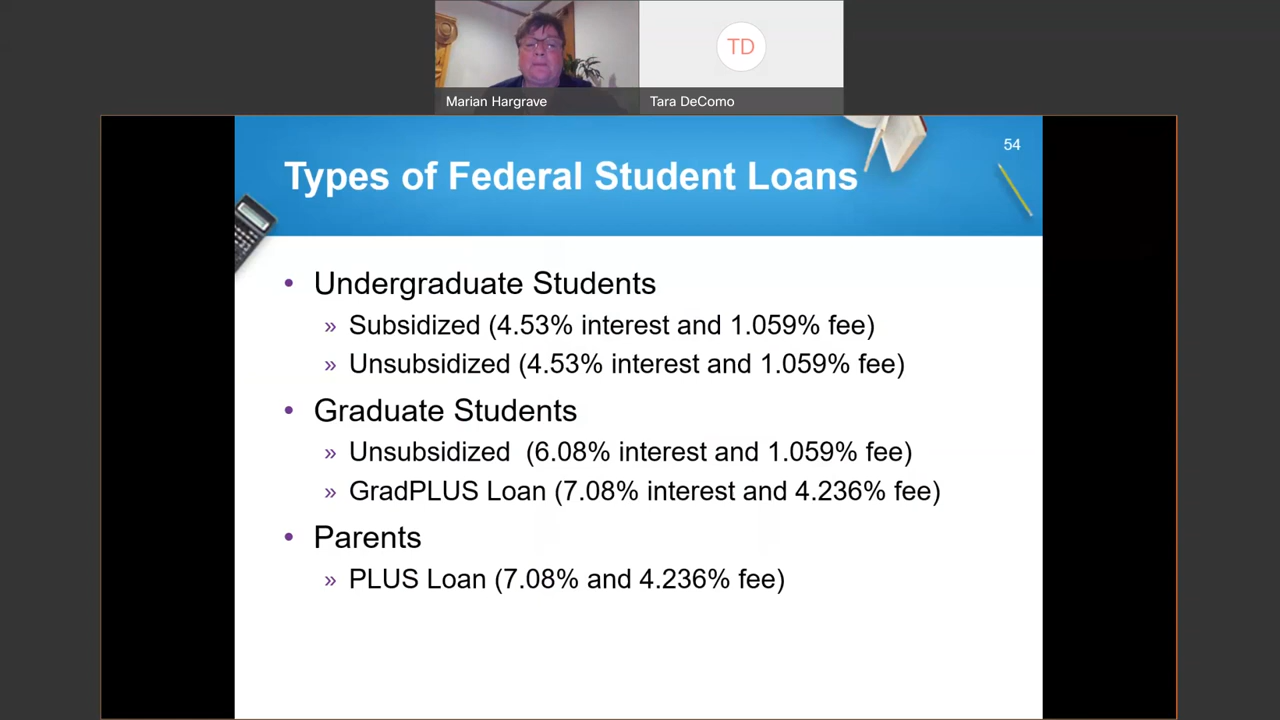 TD
Marian Hargrave
Tara DeComo
54
Types of Federal Student Loans
• Undergraduate Students
» Subsidized (4.53% interest and 1.059% fee)
» Unsubsidized (4.53% interest and 1.059% fee)
• Graduate Students
» Unsubsidized (6.08% interest and 1.059% fee)
» GradPLUS Loan (7.08% interest and 4.236% fee)
• Parents
» PLUS Loan (7.08% and 4.236% fee)